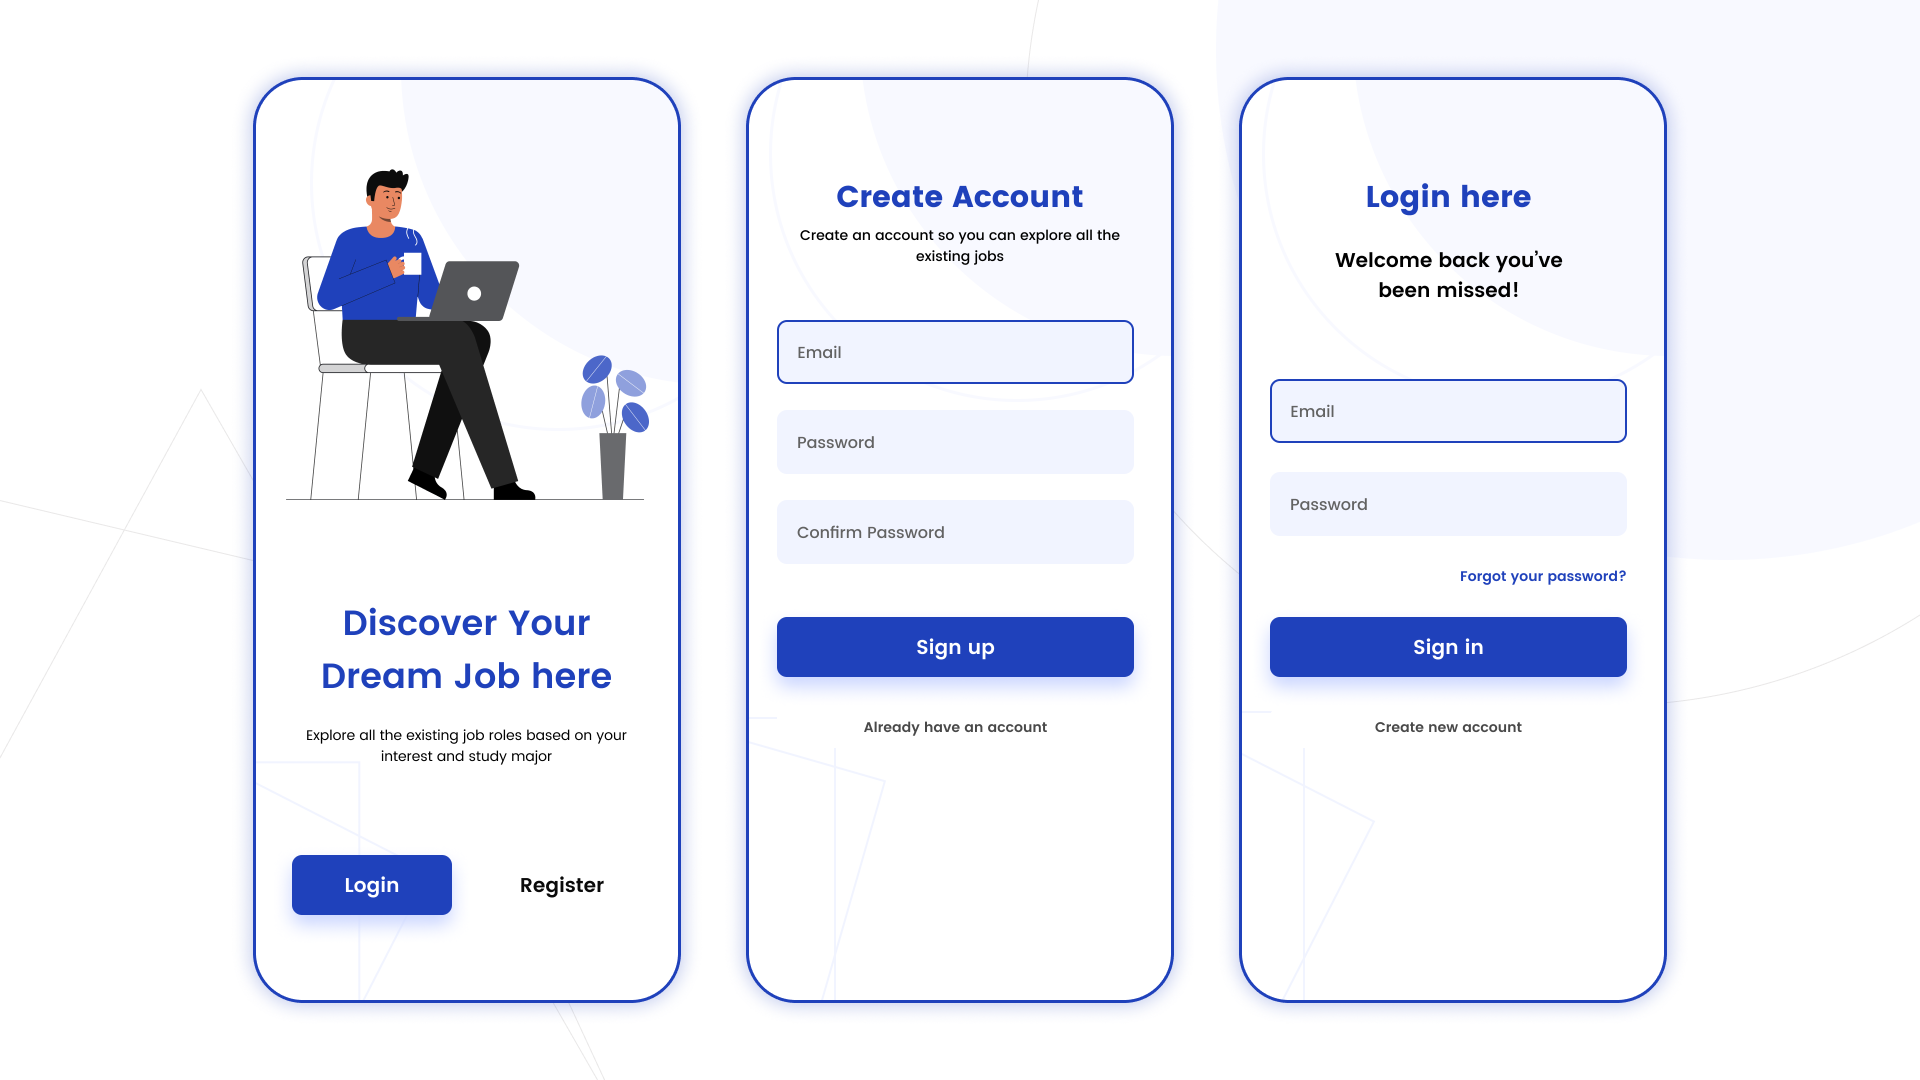 Discover Your
Dream Job here
Explore all the existing job roles based on your
interest and study major
Login
Register
Create Account
Create an account so you can explore all the
existing jobs
Email
Password
Confirm Password
Sign up
Already have an account
Login here
Welcome back you’ve
been missed!
Email
Password
Forgot your password?
Sign in
Create new account